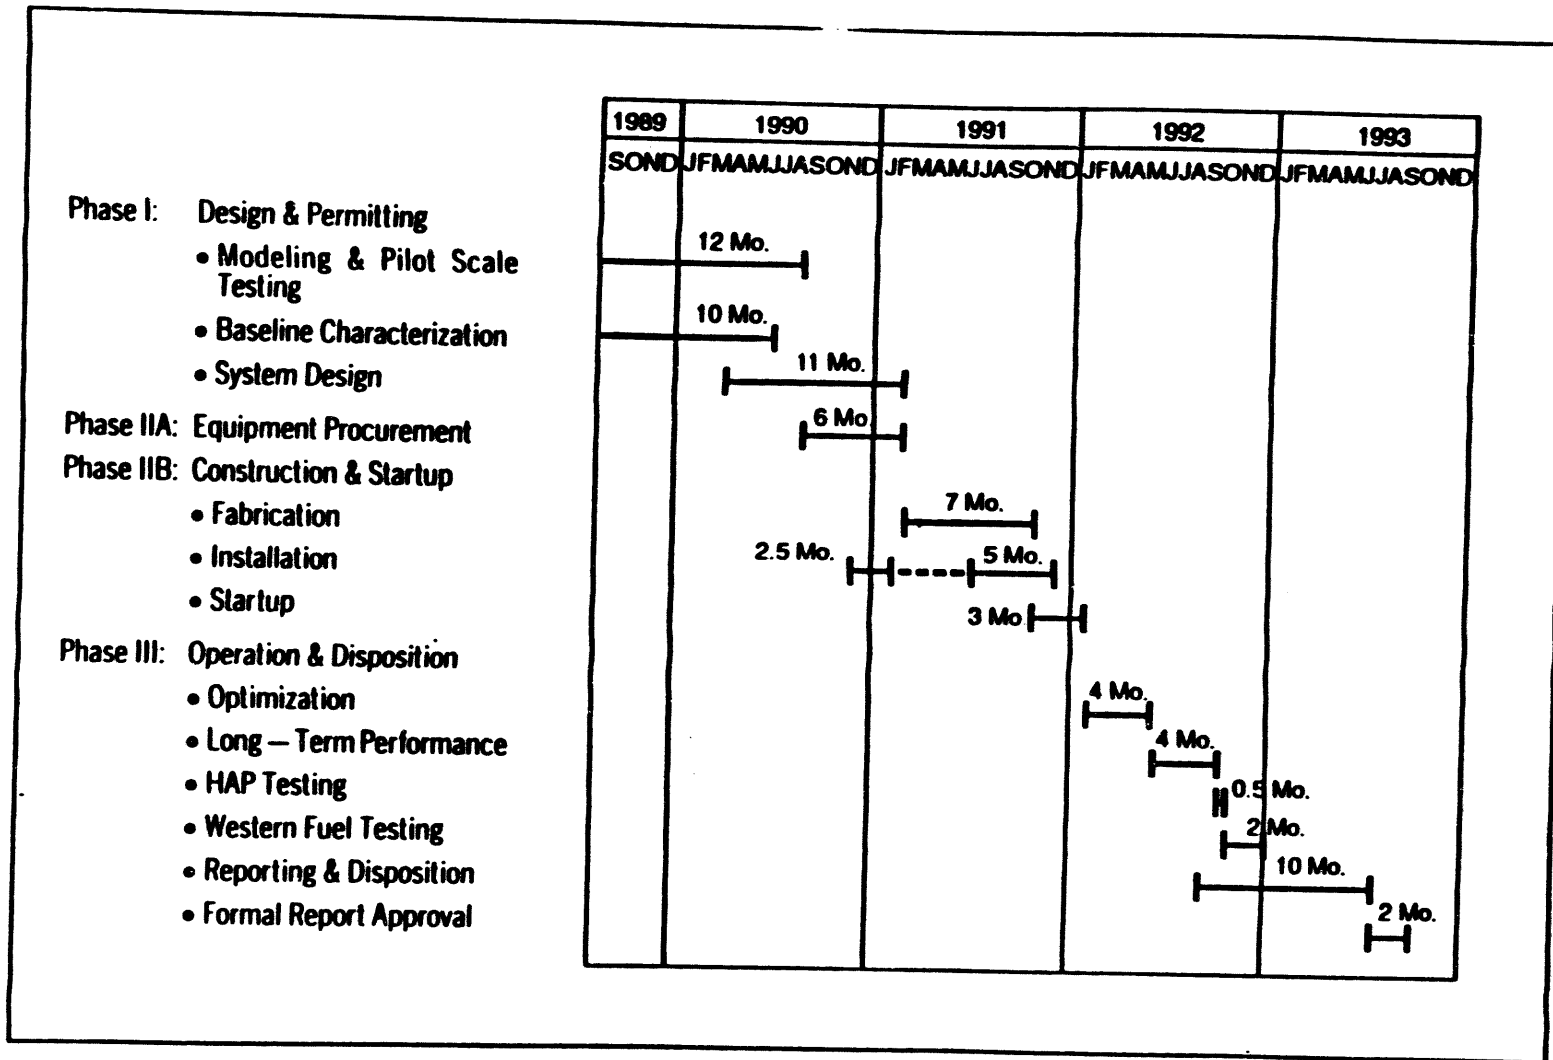 1989 1990 1991 1992 1993
SOND JFMAMJJASOND JFMAMJJASOND JFMAMJJASOND JFMAMJJASOND
Phase I: Design & Permitting
• Modeling & Pilot Scale
Testing
12 Mo.
• Baseline Characterization
10 Mo.
• System Design
11 Mo.
Phase IIA: Equipment Procurement
6 Mo.
Phase IIB: Construction & Startup
• Fabrication
7 Mo.
• Installation
2.5 Mo. 5 Mo.
• Startup
3 Mo.
Phase III: Operation & Disposition
• Optimization
4 Mo.
• Long – Term Performance
4 Mo.
• HAP Testing
0.5 Mo.
• Western Fuel Testing
2 Mo.
• Reporting & Disposition
10 Mo.
• Formal Report Approval
2 Mo.